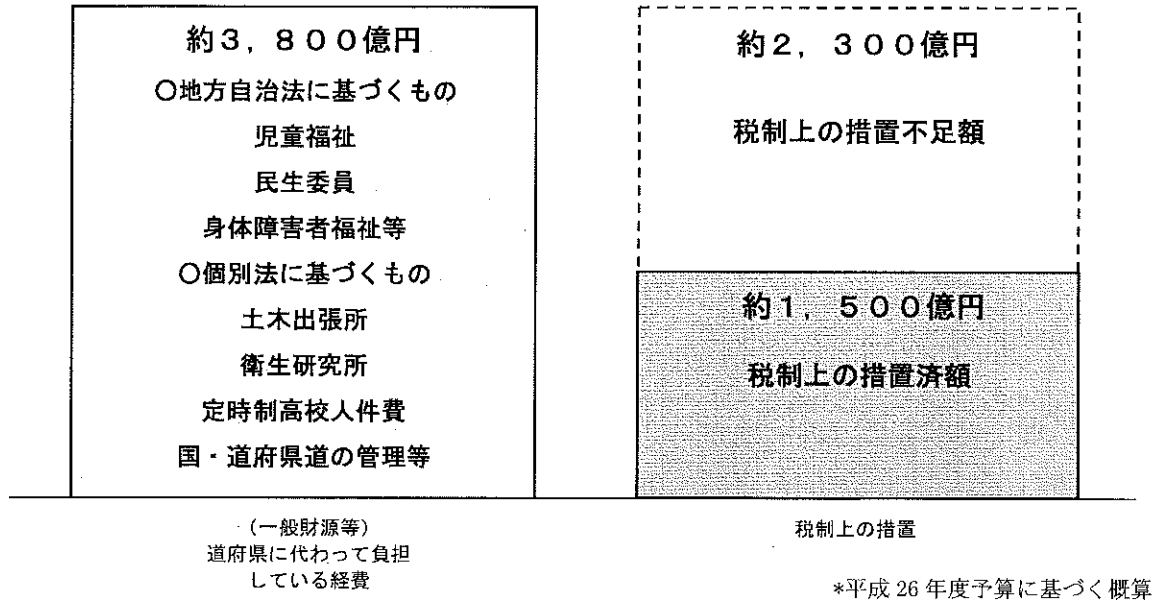 約3，800億円
○地方自治法に基づくもの
児童福祉
民生委員
身体障害者福祉等
○個別法に基づくもの
土木出張所
衛生研究所
定時制高校人件費
国・道府県道の管理等
（一般財源等）
道府県に代わって負担
している経費
約2，300億円
税制上の措置不足額
約1，500億円
税制上の措置済額
税制上の措置
*平成 26 年度予算に基づく概算